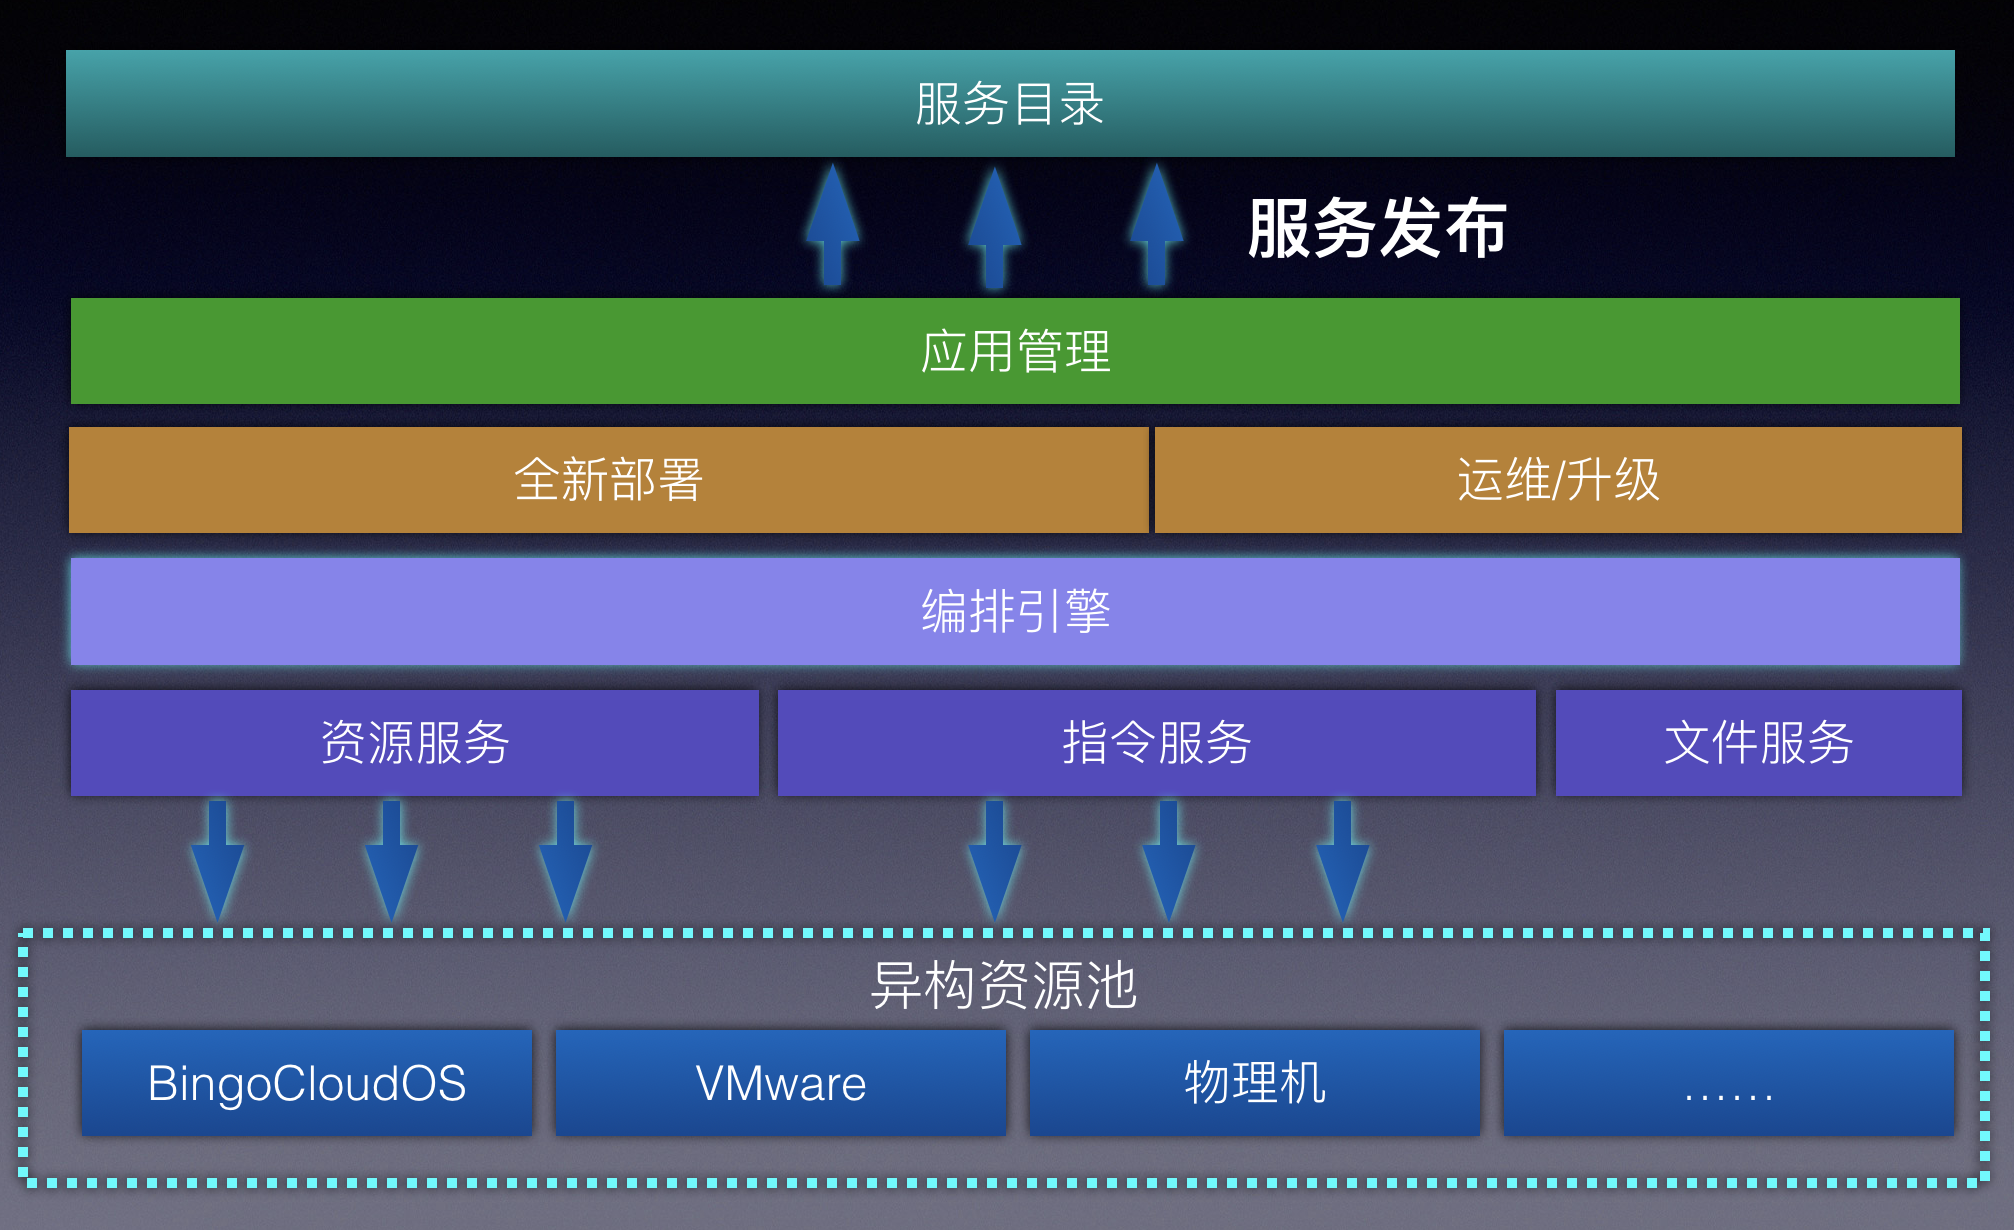 服务目录
服务发布
应用管理
全新部署
运维/升级
编排引擎
资源服务
指令服务
文件服务
异构资源池
BingoCloudOS
VMware
物理机
……